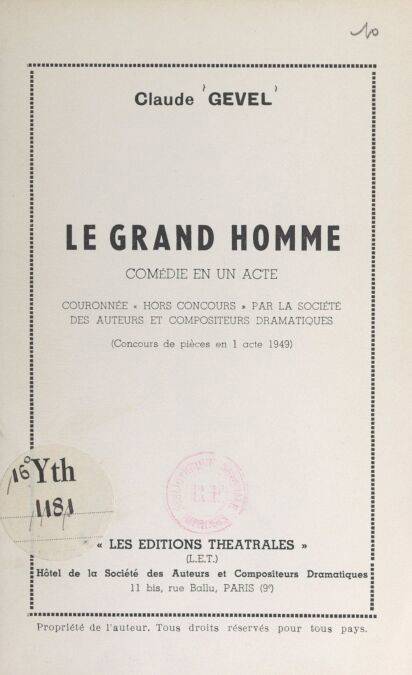 10
Claude GEVEL
LE GRAND HOMME
COMÉDIE EN UN ACTE
COURONNÉE « HORS CONCOURS » PAR LA SOCIÉTÉ
DES AUTEURS ET COMPOSITEURS DRAMATIQUES
(Concours de pièces en 1 acte 1949)
16° Yth
1181
« LES EDITIONS THEATRALES »
(L.E.T.)
Hôtel de la Société des Auteurs et Compositeurs Dramatiques
11 bis, rue Ballu, PARIS (9e)
Propriété de l'auteur. Tous droits réservés pour tous pays.